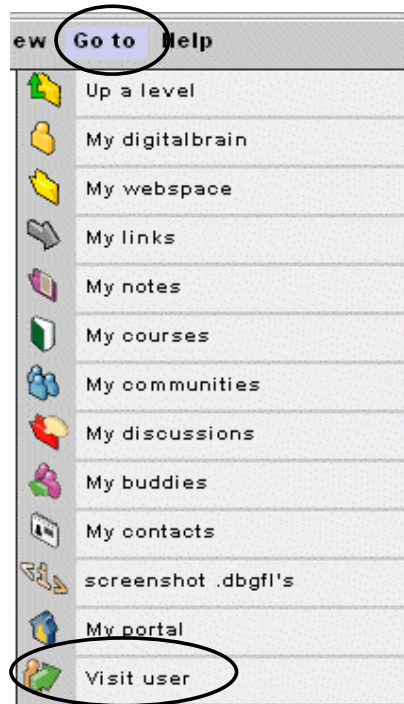 ew Go to Help
Up a level
My digitalbrain
My webspace
My links
My notes
My courses
My communities
My discussions
My buddies
My contacts
screenshot .dbgfl's
My portal
Visit user